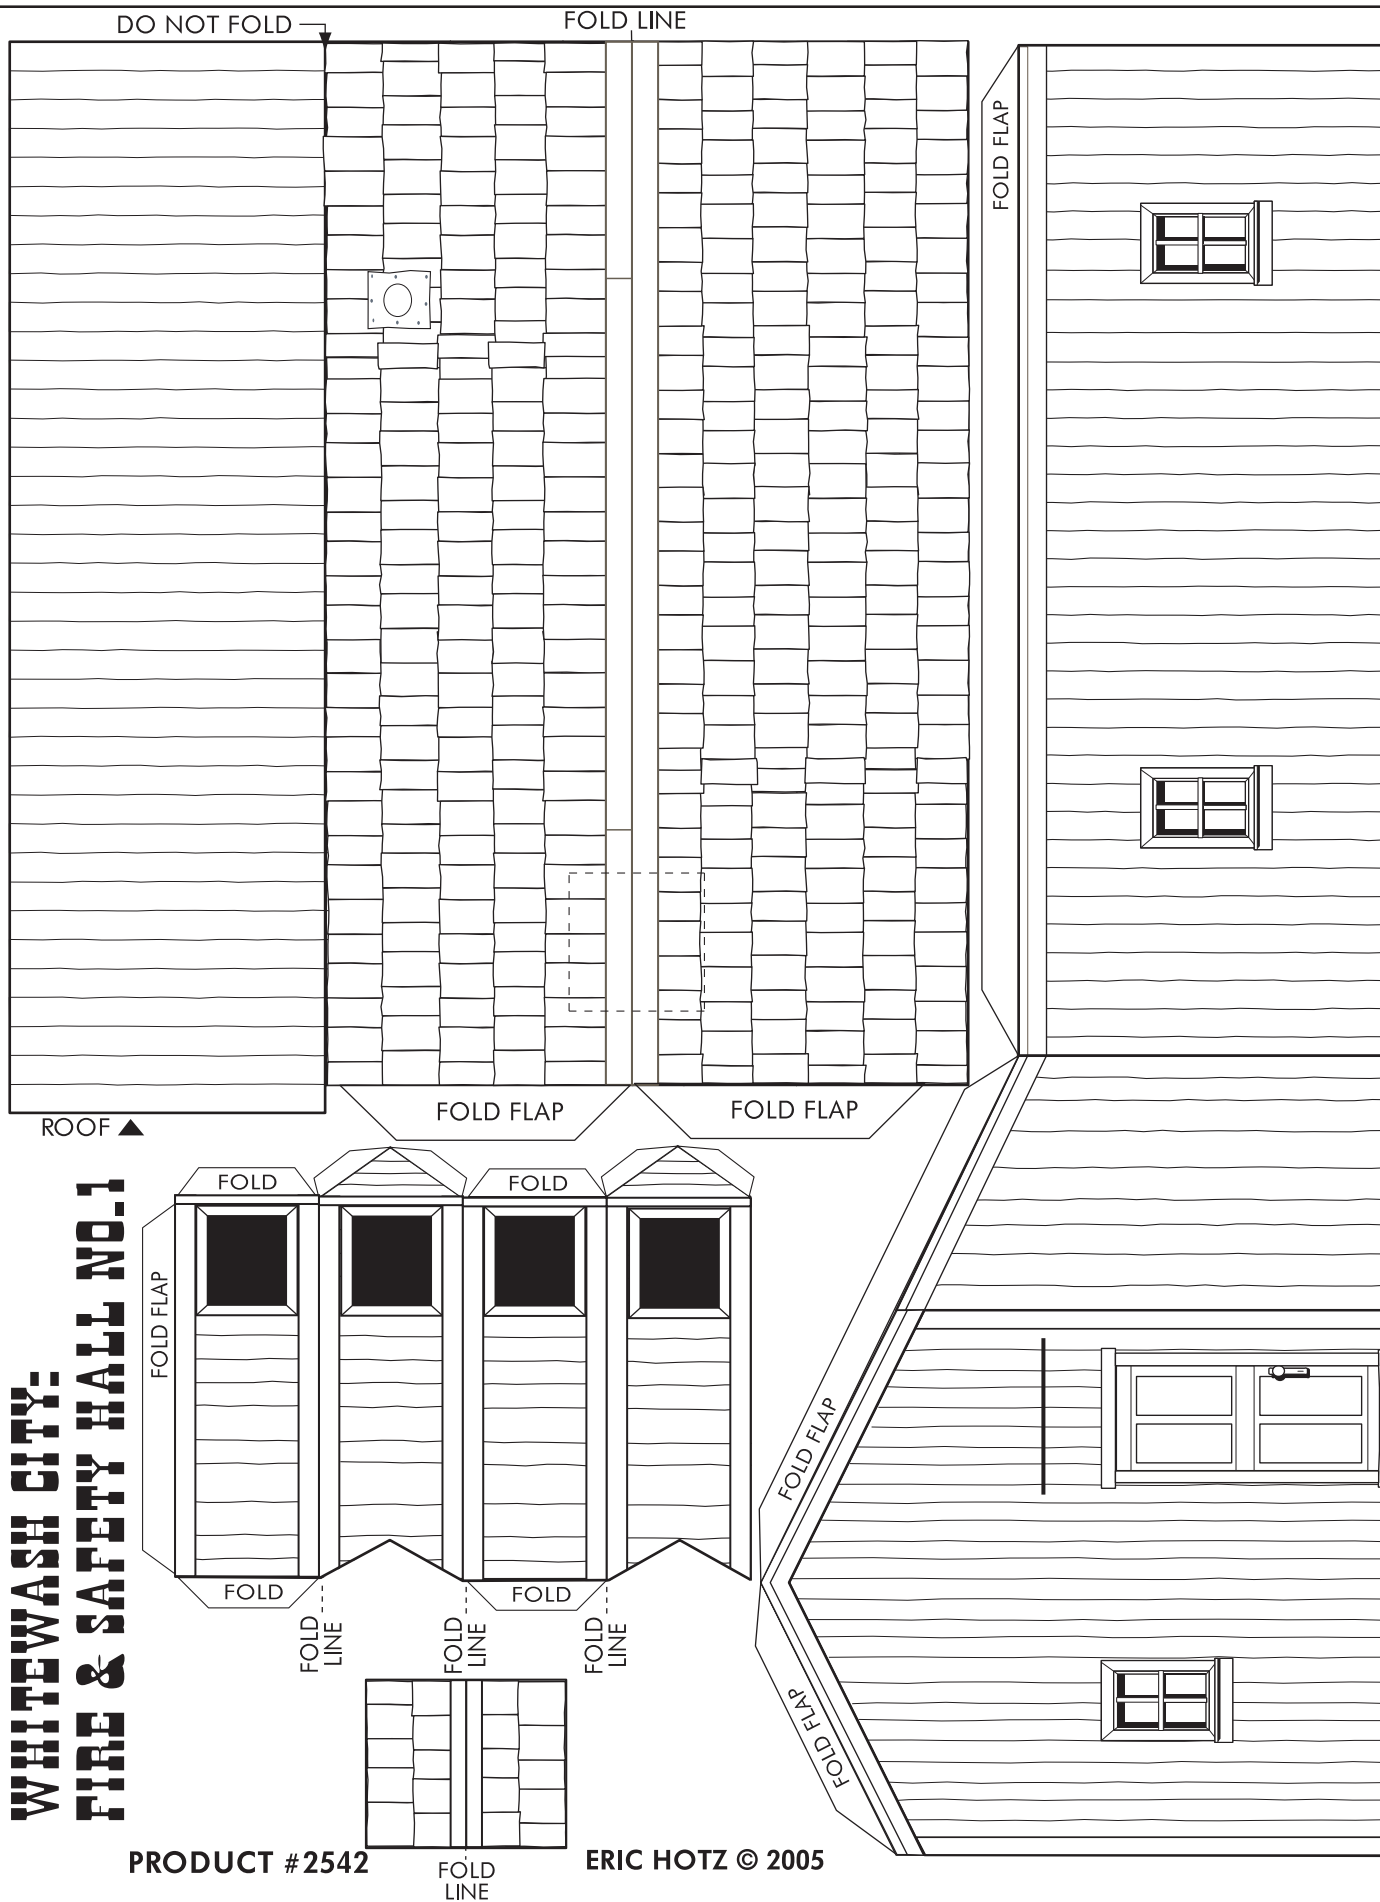 DO NOT FOLD
FOLD LINE
FOLD FLAP
FOLD FLAP
FOLD FLAP
ROOF ▲
FOLD
FOLD
FOLD FLAP
FOLD FLAP
FOLD
FOLD
FOLD
LINE
FOLD
LINE
FOLD
LINE
FOLD FLAP
WHITEWASH CITY:
FIRE & SAFETY HALL NO.1
PRODUCT #2542
FOLD
LINE
ERIC HOTZ © 2005